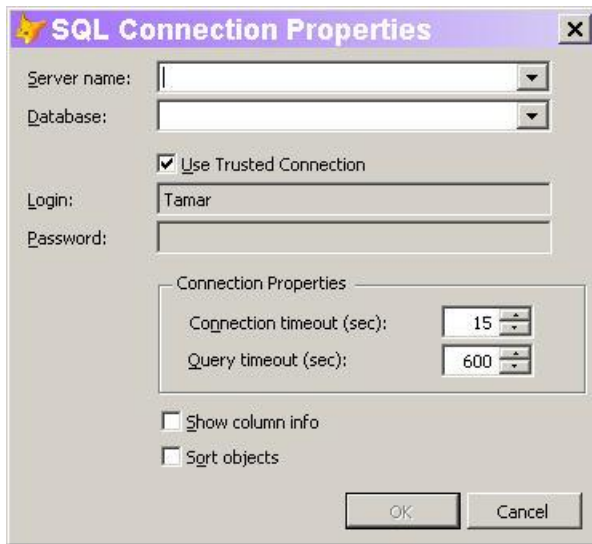 SQL Connection Properties
Server name:
Database:
Use Trusted Connection
Login: Tamar
Password:
Connection Properties
Connection timeout (sec): 15
Query timeout (sec): 600
Show column info
Sort objects
OK Cancel